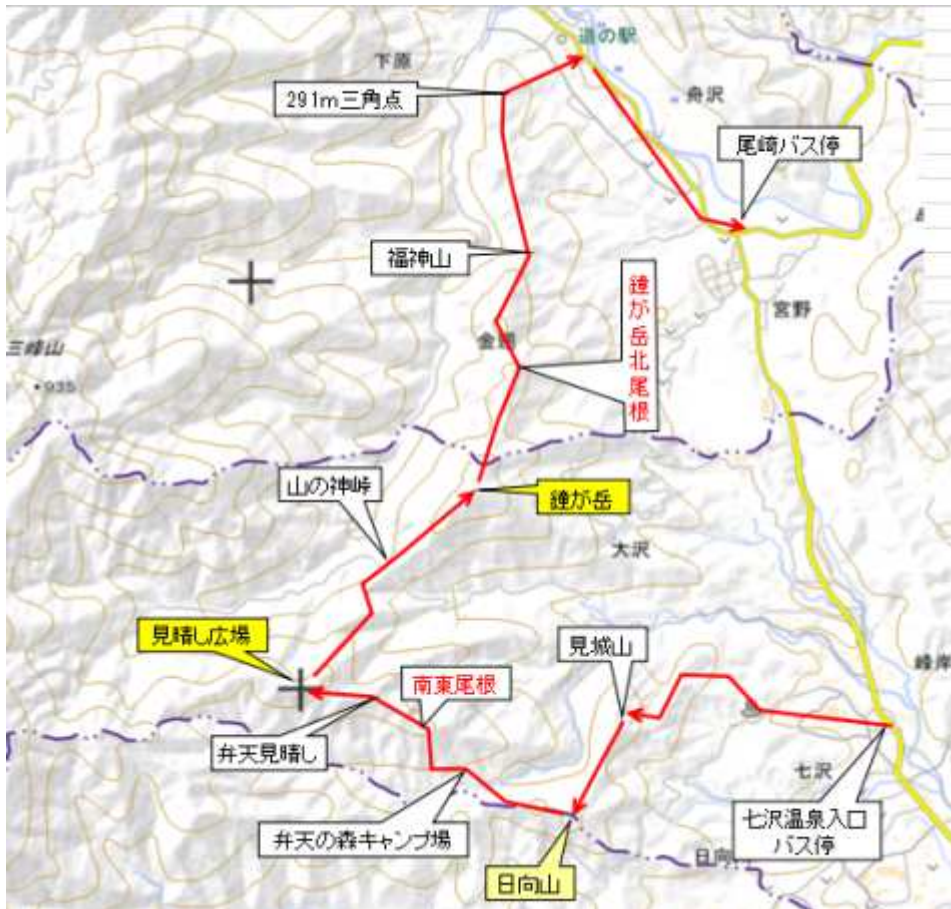 道の駅
下原
291m三角点
舟沢
尾崎バス停
福神山
鐘が岳北尾根
宮野
三峰山
・935
山の神峠
鐘が岳
大沢
見晴し広場
見城山
南東尾根
峰岸
弁天見晴し
七沢
弁天の森キャンプ場
七沢温泉入口
バス停
日向山